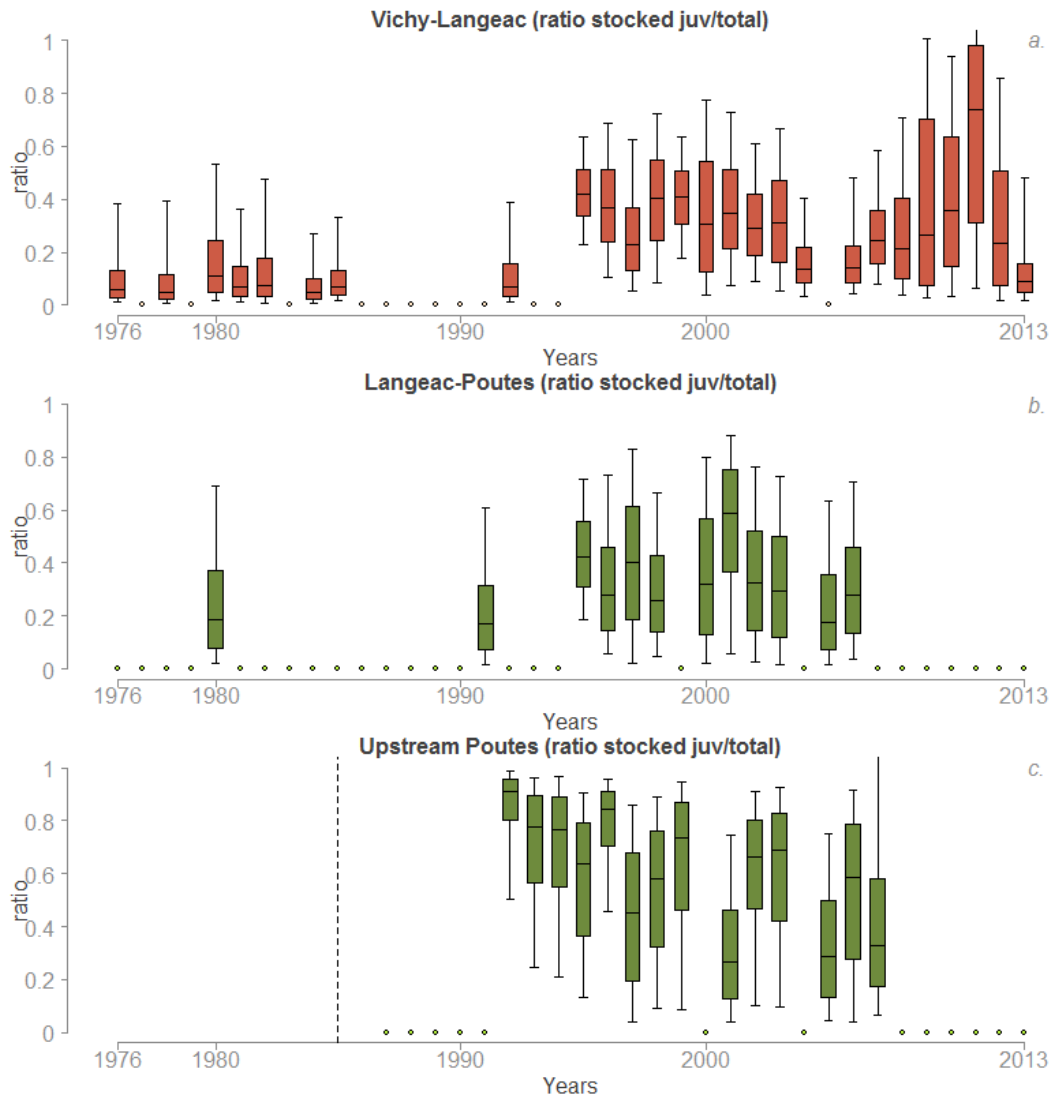 Vichy-Langeac (ratio stocked juv/total)
a.
1
0.8
0.6
0.4
0.2
0
ratio
1976 1980 1990 2000 2013
Years
Langeac-Poutes (ratio stocked juv/total)
b.
1
0.8
0.6
0.4
0.2
0
ratio
1976 1980 1990 2000 2013
Years
Upstream Poutes (ratio stocked juv/total)
c.
1
0.8
0.6
0.4
0.2
0
ratio
1976 1980 1990 2000 2013
Years